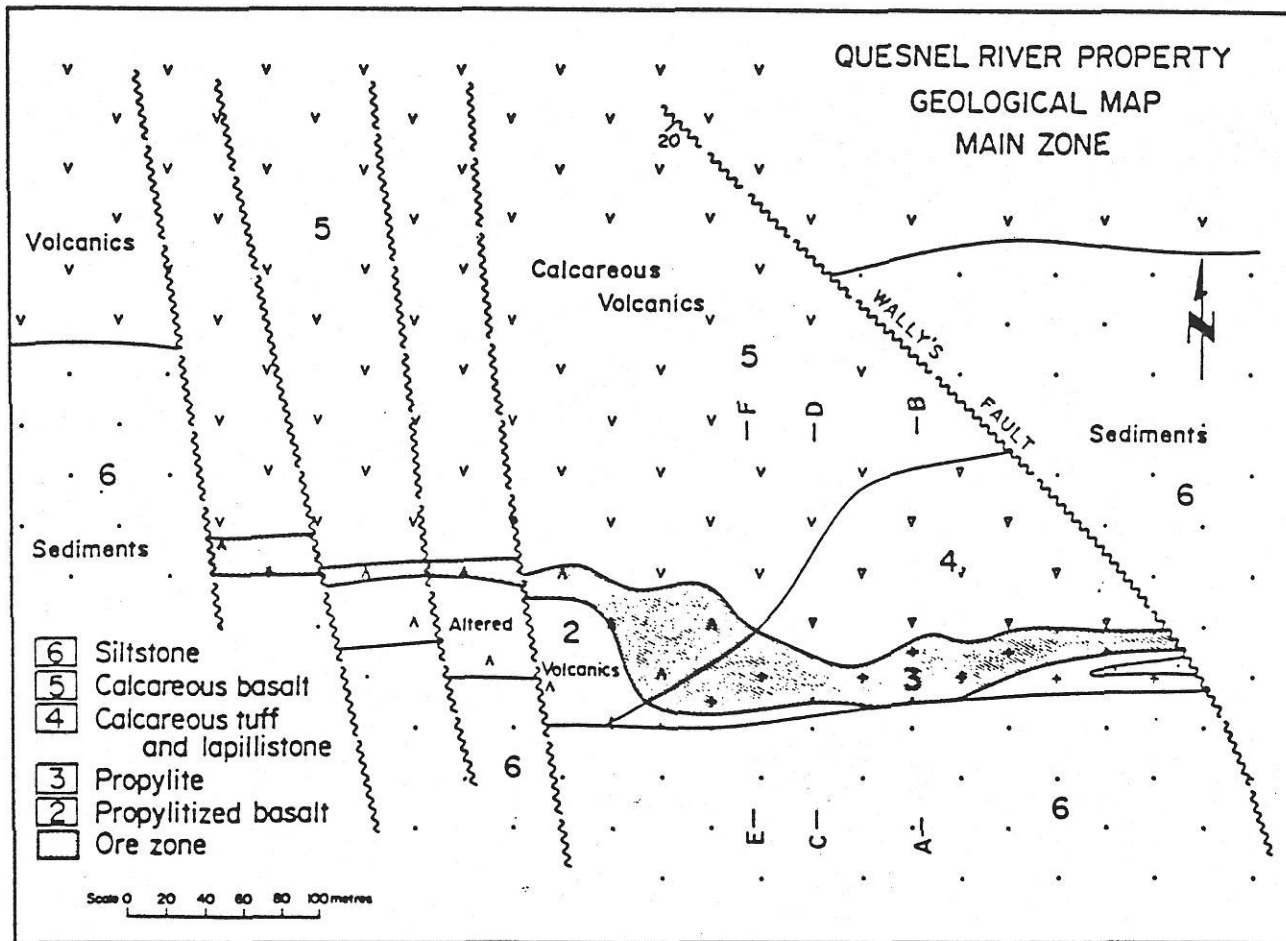 QUESNEL RIVER PROPERTY
GEOLOGICAL MAP
MAIN ZONE
20
5
Volcanics
Calcareous
Volcanics
5
WALLY'S FAULT
N
F
D
B
Sediments
6
6
Sediments
4
Altered
2
Volcanics
3
6
6
E
C
A
6 Siltstone
5 Calcareous basalt
4 Calcareous tuff
and lapillistone
3 Propylite
2 Propylitized basalt
Ore zone
Scale 0 20 40 60 80 100 metres